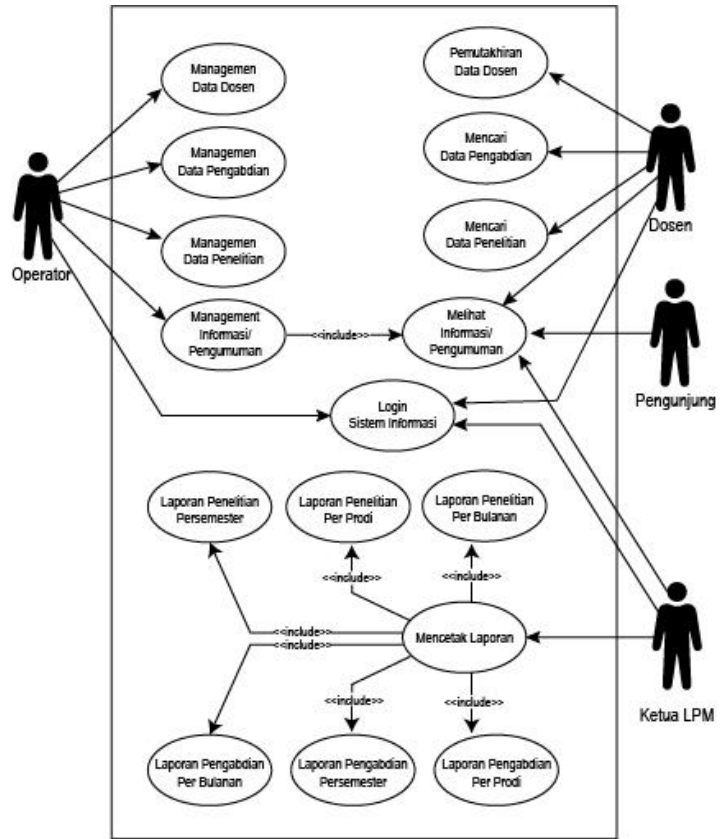 Managemen
Data Dosen
Pemutakhiran
Data Dosen
Managemen
Data Pengabdian
Mencari
Data Pengabdian
Operator
Dosen
Managemen
Data Penelitian
Mencari
Data Penelitian
Management
Informasi/
Pengumuman
<<include>>
Melihat
Informasi/
Pengumuman
Pengunjung
Login
Sistem Informasi
Laporan Penelitian
Persemester
Laporan Penelitian
Per Prodi
Laporan Penelitian
Per Bulanan
<<include>>
<<include>>
<<include>>
<<include>>
Mencetak Laporan
<<include>>
<<include>>
Ketua LPM
Laporan Pengabdian
Per Bulanan
Laporan Pengabdian
Persemester
Laporan Pengabdian
Per Prodi